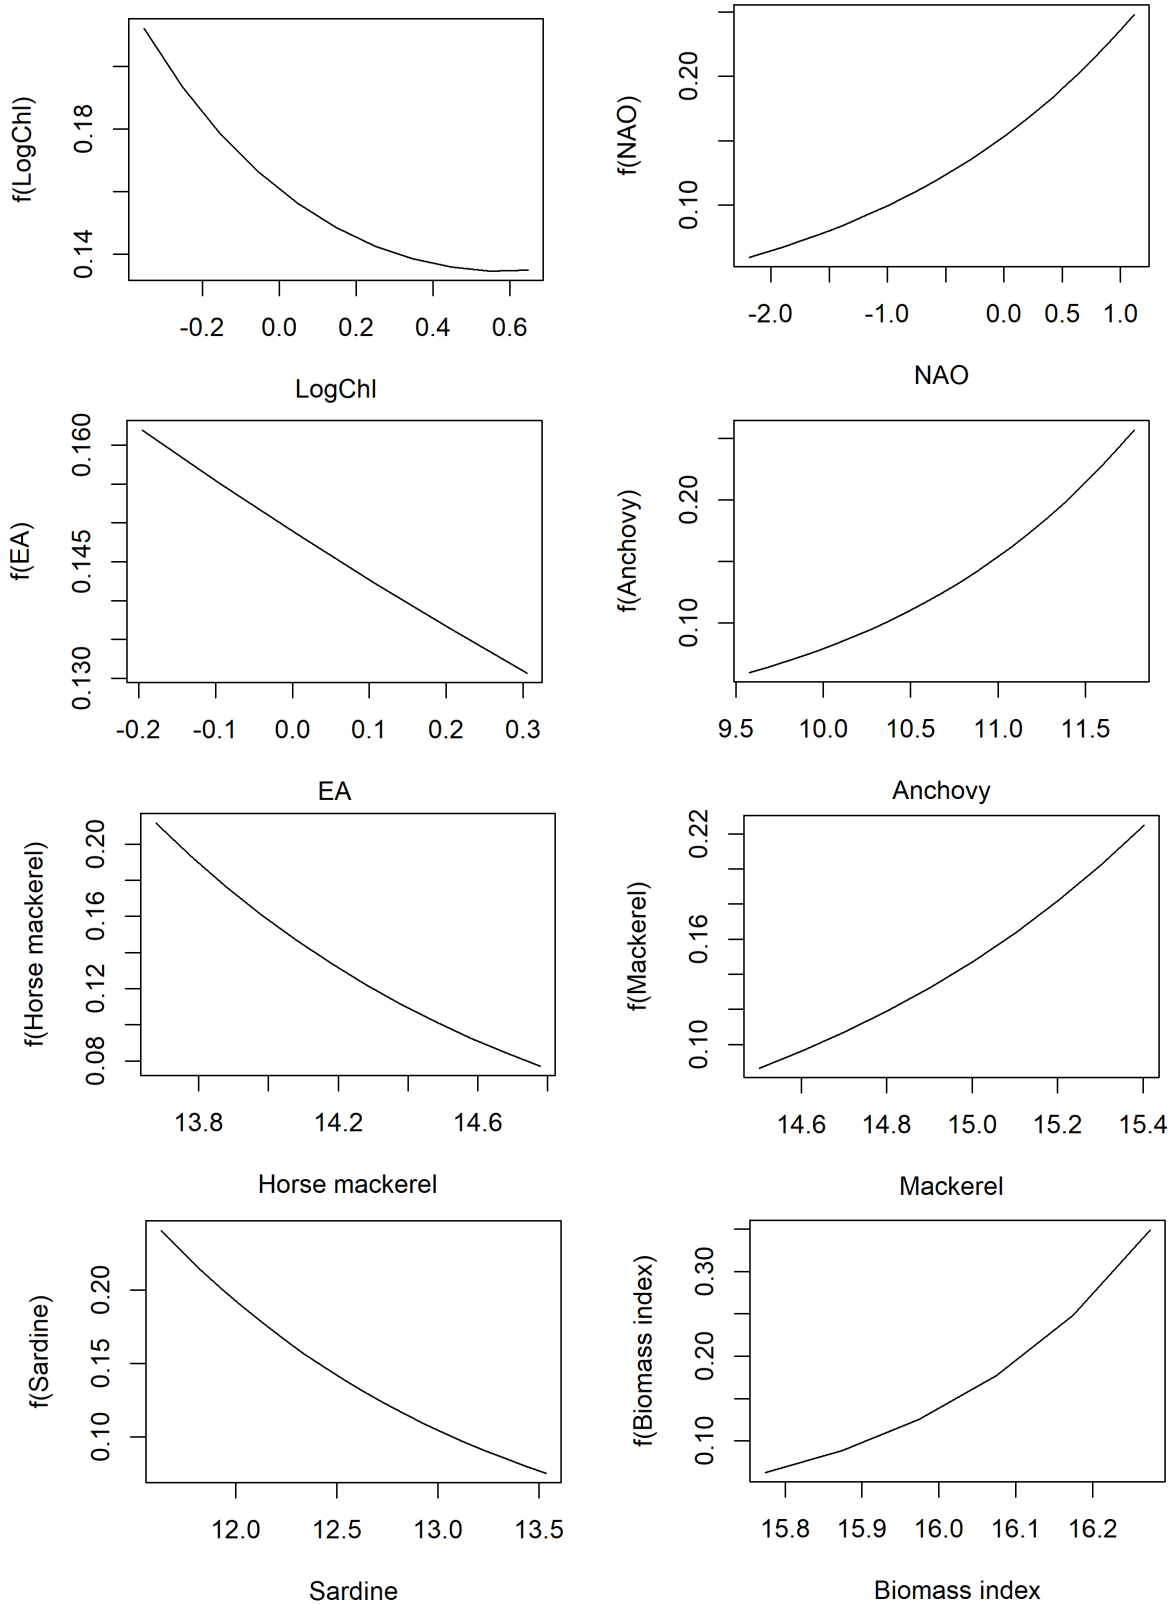 f(LogChl)
0.18
0.14
-0.2 0.0 0.2 0.4 0.6
LogChl
f(NAO)
0.20
0.10
-2.0 -1.0 0.0 0.5 1.0
NAO
f(EA)
0.160
0.145
0.130
-0.2 -0.1 0.0 0.1 0.2 0.3
EA
f(Anchovy)
0.20
0.10
9.5 10.0 10.5 11.0 11.5
Anchovy
f(Horse mackerel)
0.20
0.16
0.12
0.08
13.8 14.2 14.6
Horse mackerel
f(Mackerel)
0.22
0.16
0.10
14.6 14.8 15.0 15.2 15.4
Mackerel
f(Sardine)
0.20
0.15
0.10
12.0 12.5 13.0 13.5
Sardine
f(Biomass index)
0.30
0.20
0.10
15.8 15.9 16.0 16.1 16.2
Biomass index